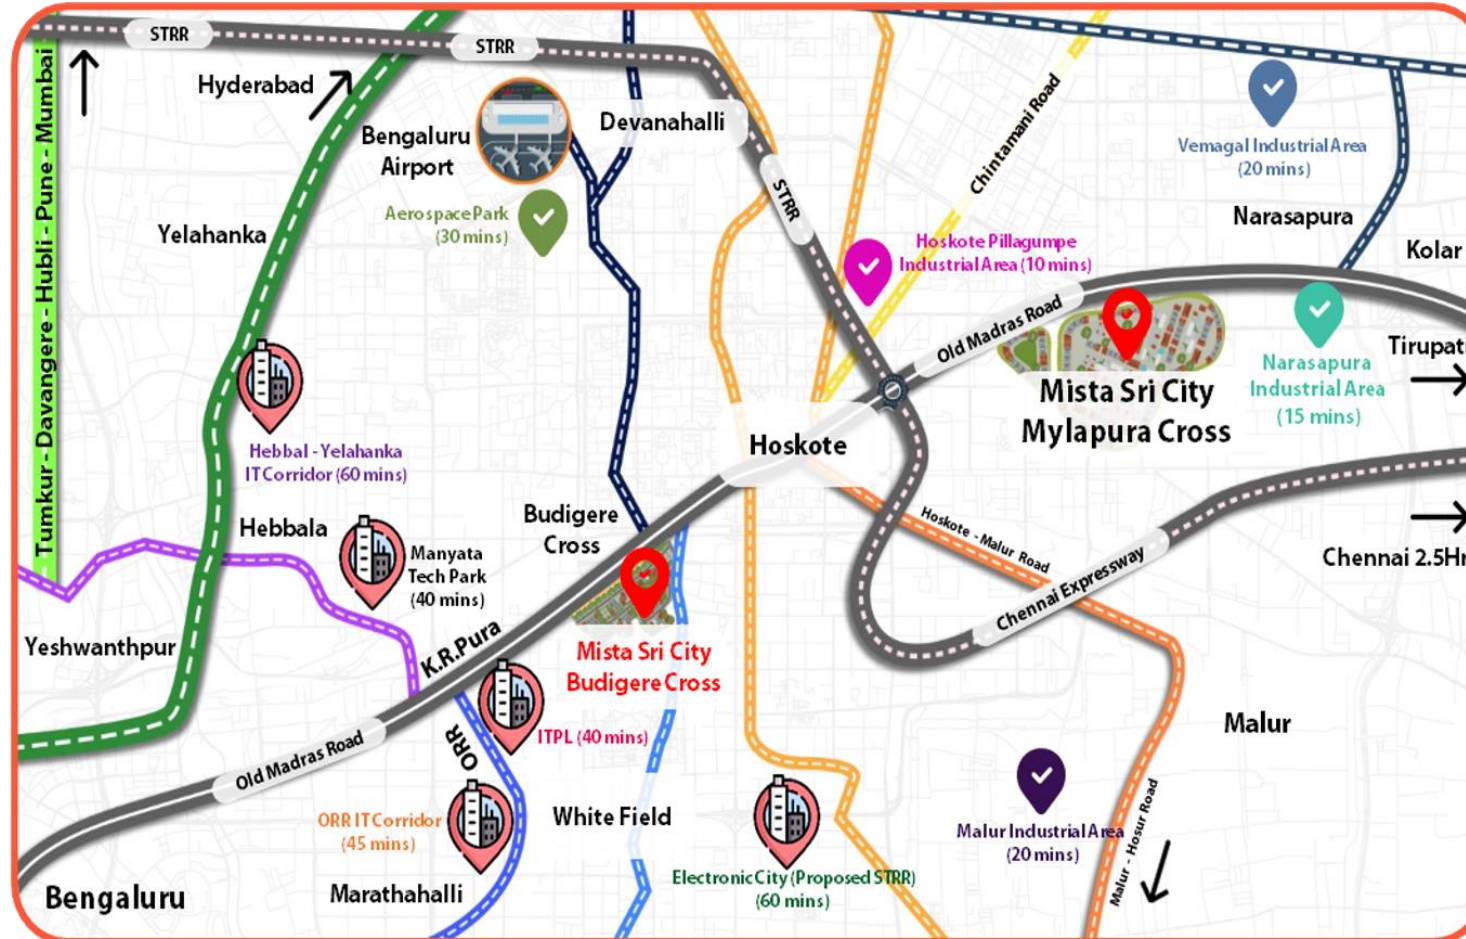 STRR
STRR
Tumkur - Davangere - Hubli - Pune - Mumbai
Hyderabad
Bengaluru
Airport
Devanahalli
Aerospace Park
(30 mins)
Yelahanka
STRR
Chintamani Road
Vemagal Industrial Area
(20 mins)
Narasapura
Kolar
Hoskote Pillagumpe
Industrial Area (10 mins)
Old Madras Road
Tirupati
Narasapura
Industrial Area
(15 mins)
Mista Sri City
Mylapura Cross
Hoskote
Hebbal - Yelahanka
IT Corridor (60 mins)
Hebbala
Manyata
Tech Park
(40 mins)
Budigere
Cross
Hoskote - Malur Road
Chennai Expressway
Chennai 2.5Hr
Yeshwanthpur
K.R.Pura
Mista Sri City
Budigere Cross
ORR
ITPL (40 mins)
Old Madras Road
Malur
ORR IT Corridor
(45 mins)
White Field
Malur Industrial Area
(20 mins)
Malur - Hosur Road
Electronic City (Proposed STRR)
(60 mins)
Marathahalli
Bengaluru